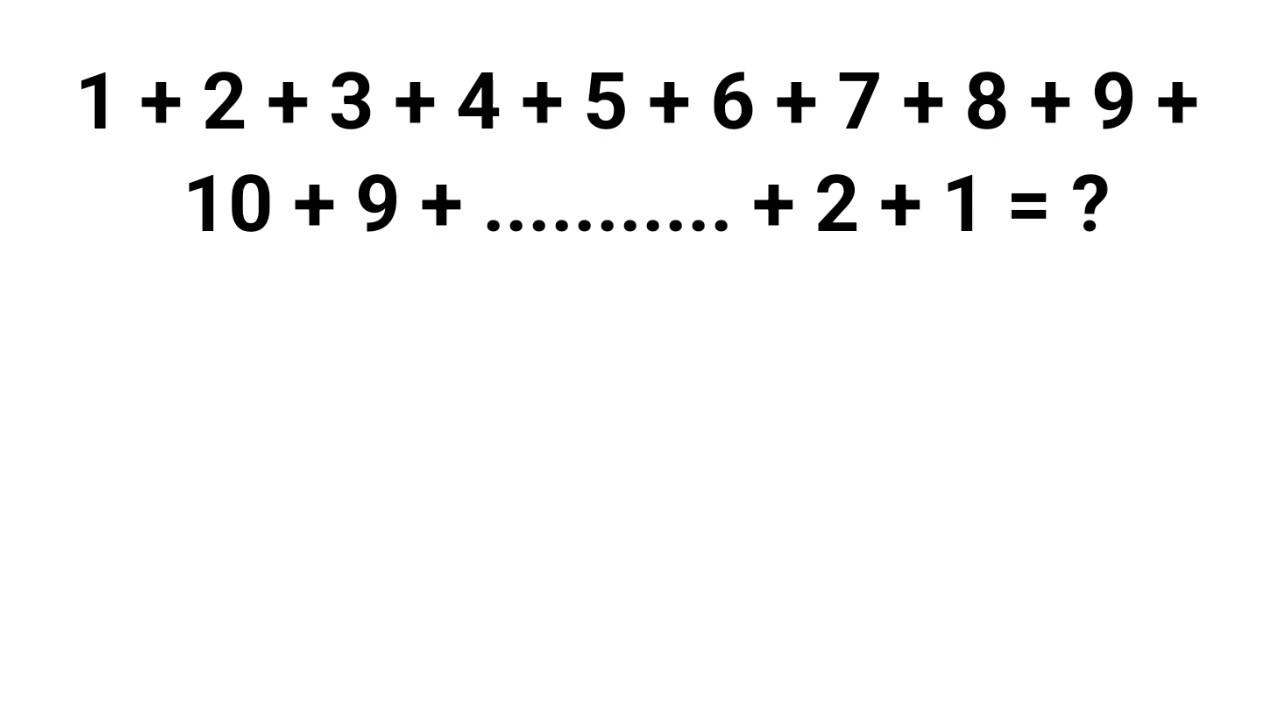 1 + 2 + 3 + 4 + 5 + 6 + 7 + 8 + 9 +
10 + 9 + ........... + 2 + 1 = ?